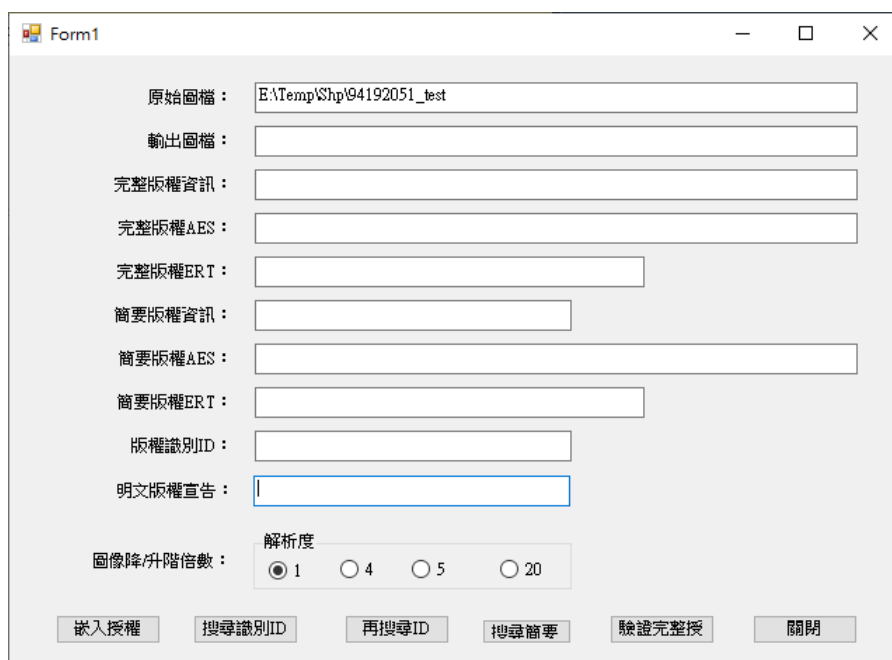 Form1
原始圖檔：
E:\Temp\Shp\94192051_test
輸出圖檔：
完整版權資訊：
完整版權AES：
完整版權ERT：
簡要版權資訊：
簡要版權AES：
簡要版權ERT：
版權識別ID：
明文版權宣告：
解析度
圖像降/升階倍數：
1 4 5 20
嵌入授權 搜尋識別ID 再搜尋ID 搜尋簡要 驗證完整授 關閉